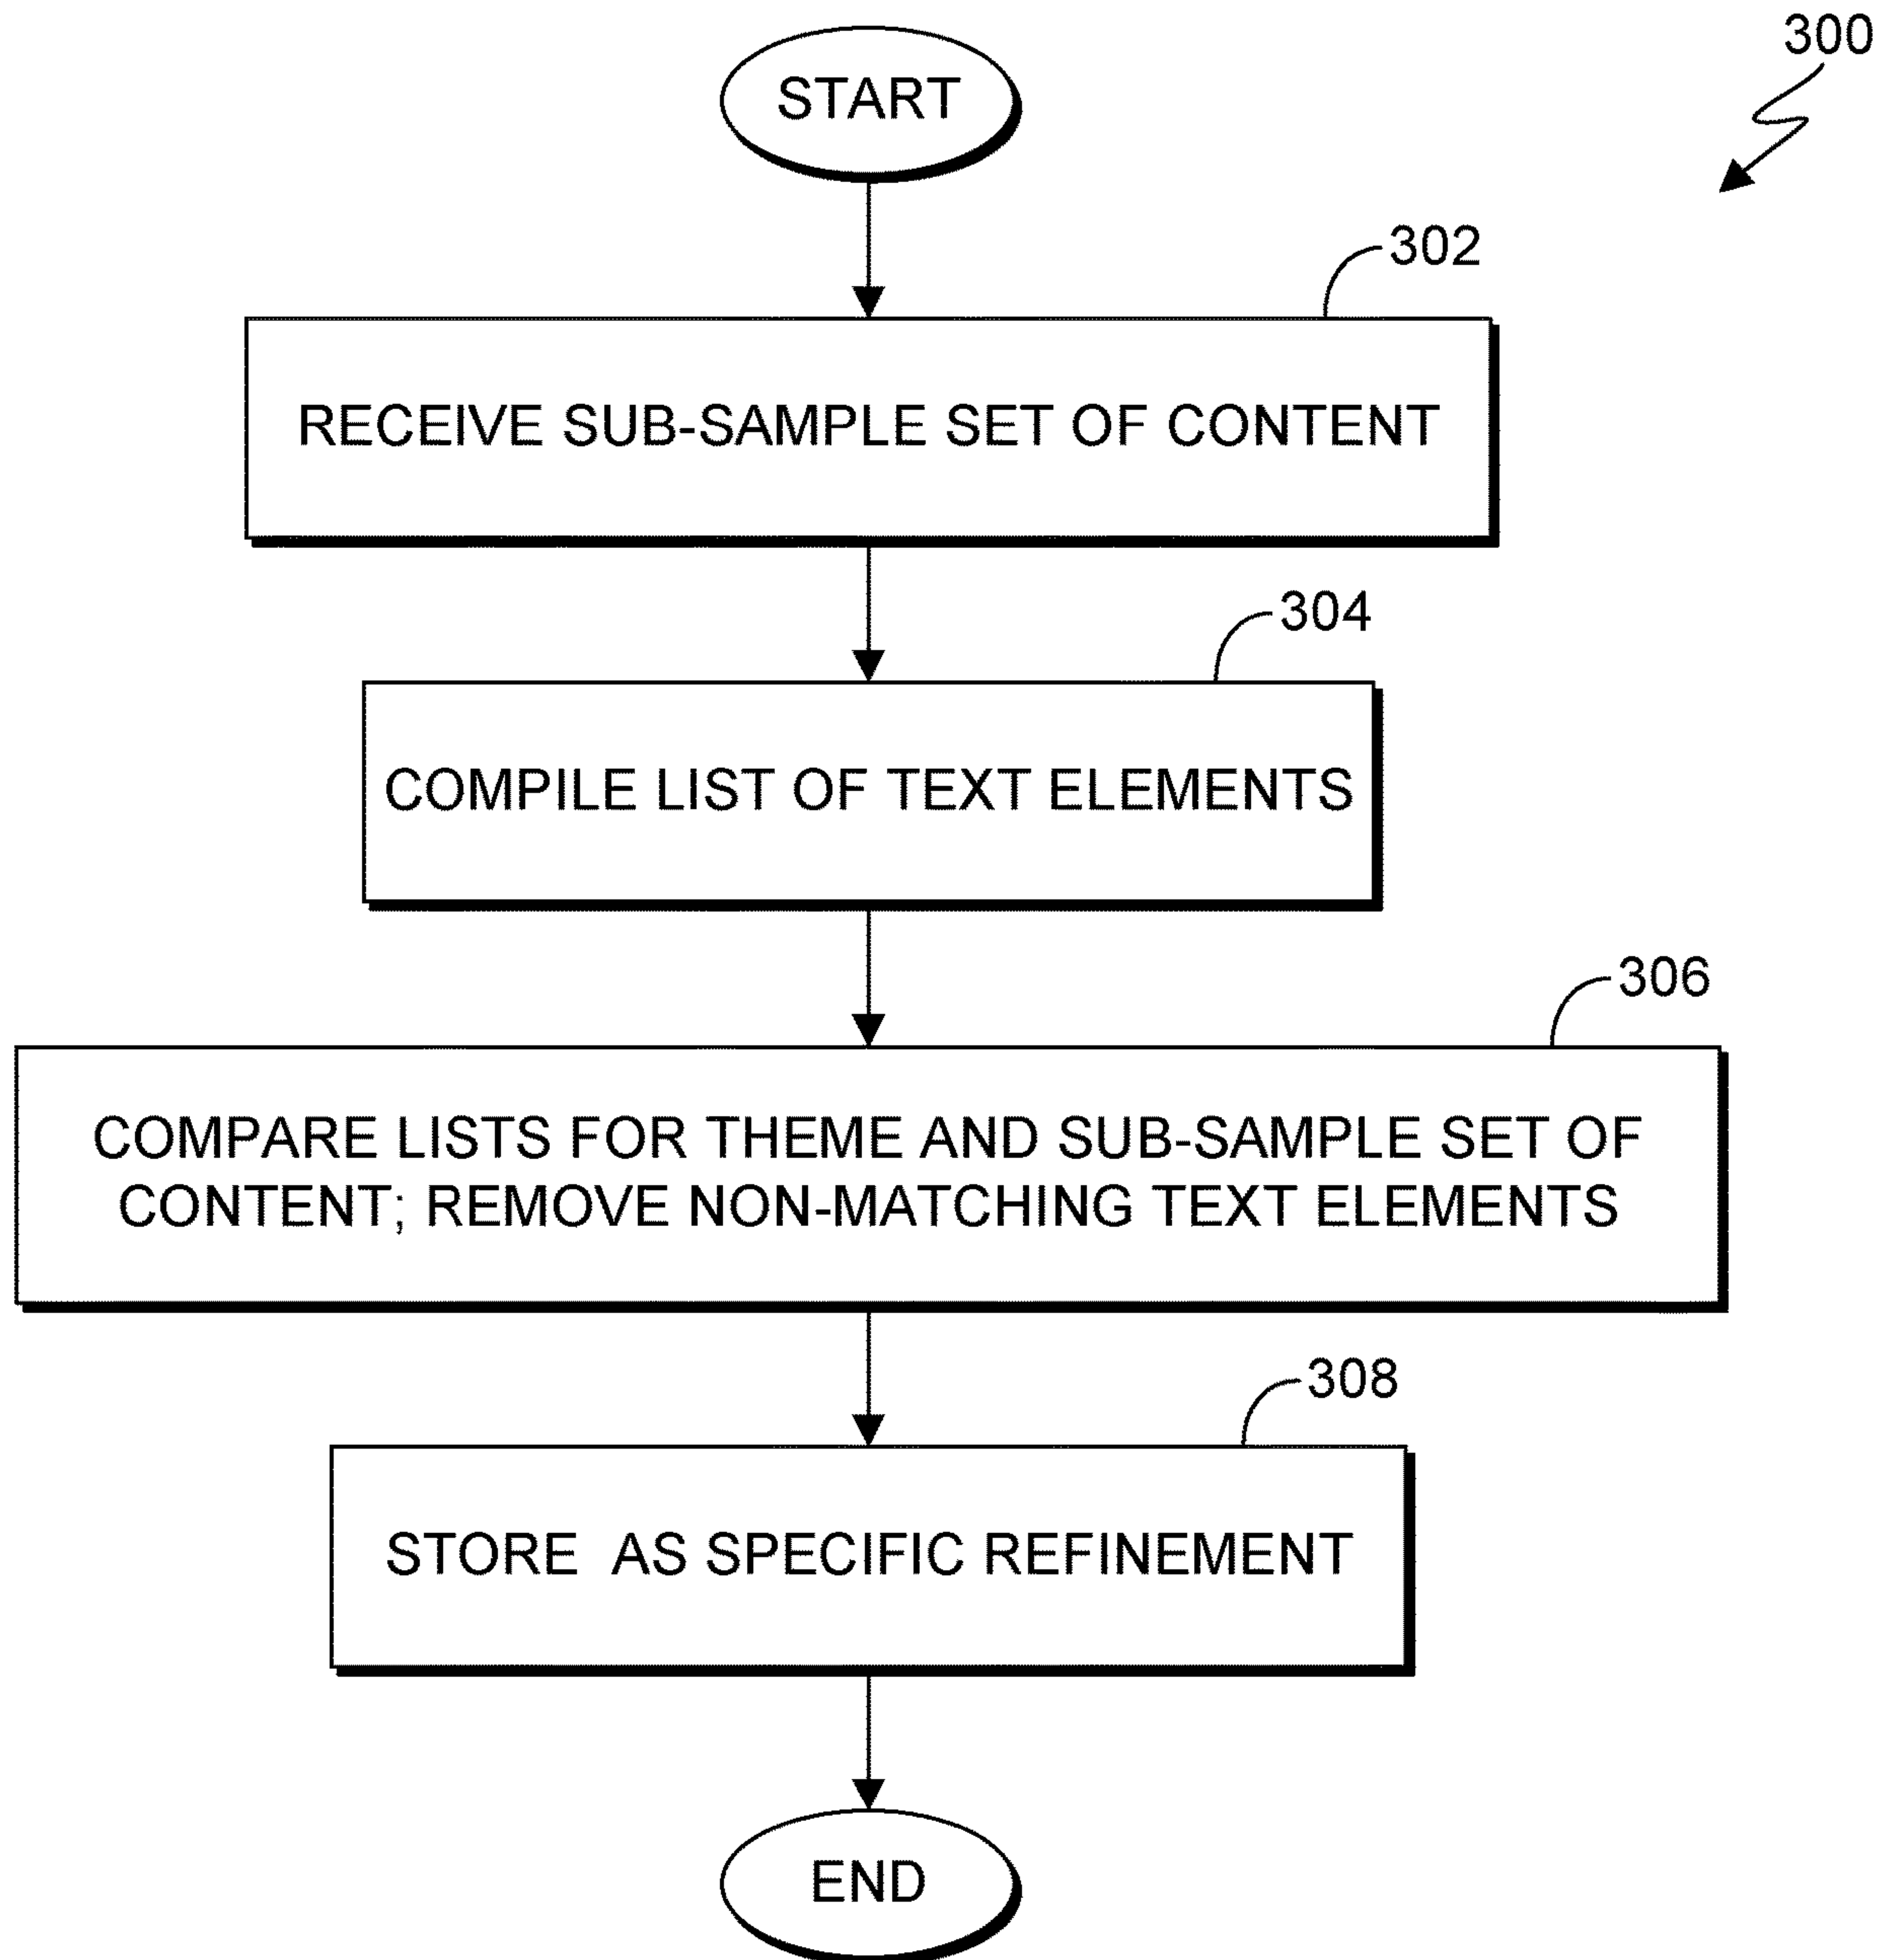 START
300
302
RECEIVE SUB-SAMPLE SET OF CONTENT
304
COMPILE LIST OF TEXT ELEMENTS
306
COMPARE LISTS FOR THEME AND SUB-SAMPLE SET OF
CONTENT; REMOVE NON-MATCHING TEXT ELEMENTS
308
STORE AS SPECIFIC REFINEMENT
END